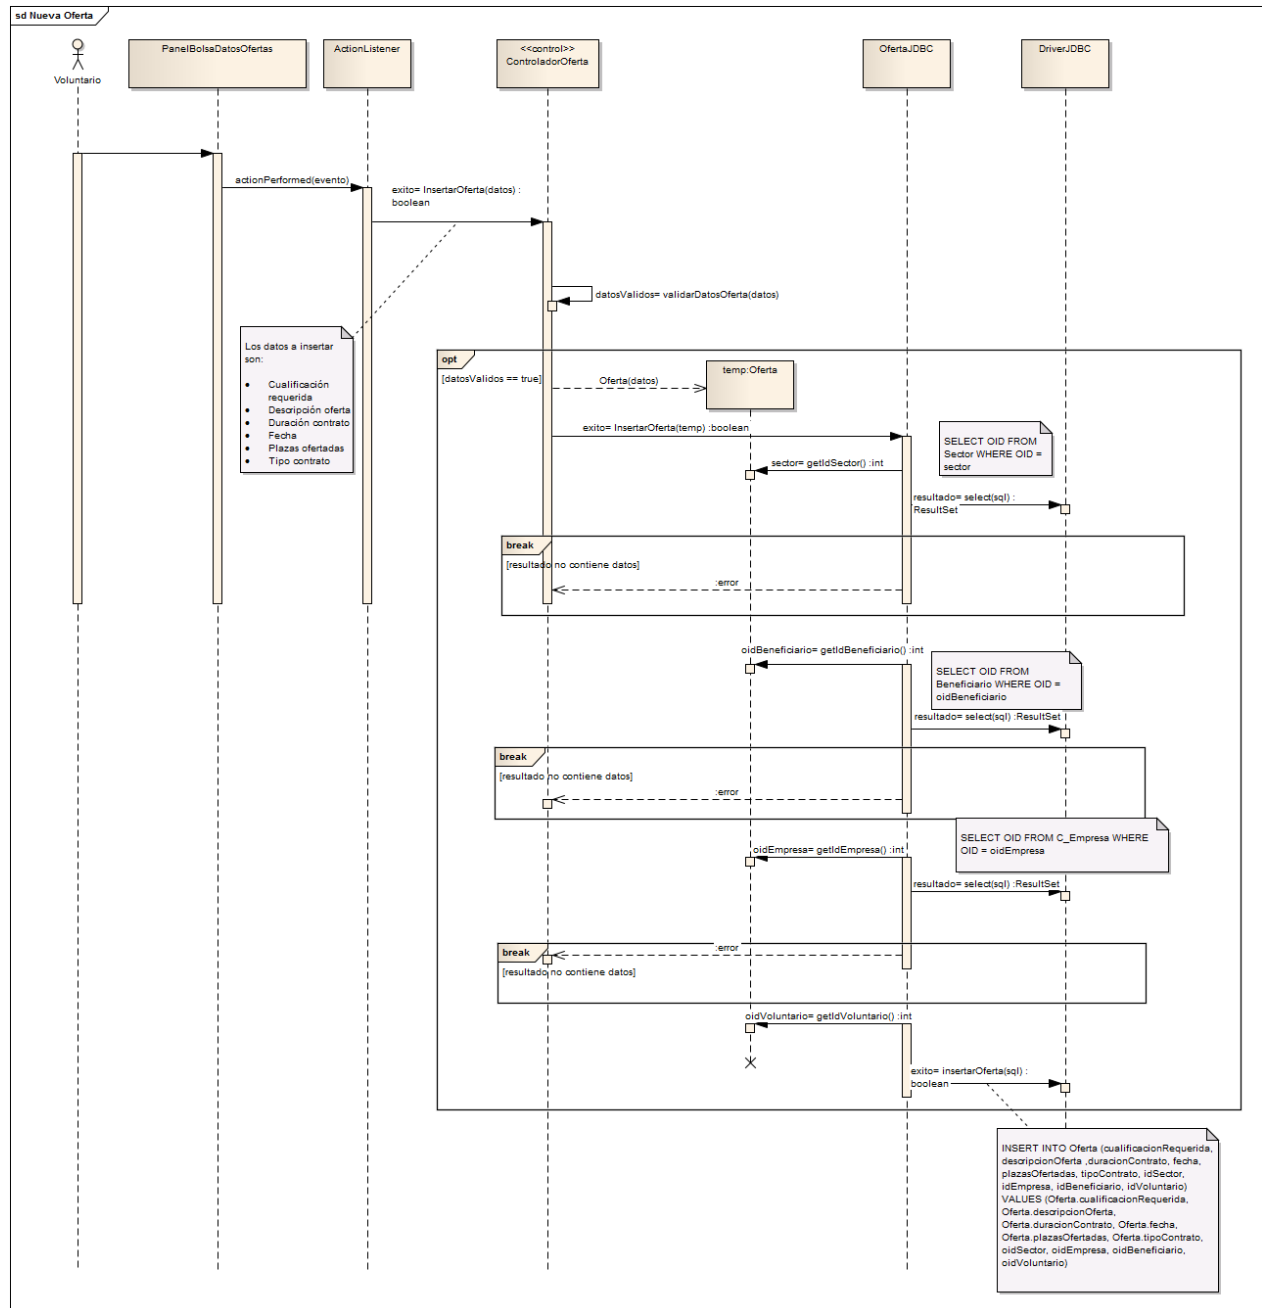 sd Nueva Oferta
Voluntario
PanelBolsaDatosOfertas
ActionListener
<<control>>
ControladorOferta
OfertaJDBC
DriverJDBC
actionPerformed(evento)
exito= InsertarOferta(datos) :
boolean
datosValidos= validarDatosOferta(datos)
Los datos a insertar
son:
• Cualificación
requerida
• Descripción oferta
• Duración contrato
• Fecha
• Plazas ofertadas
• Tipo contrato
opt
[datosValidos == true]
Oferta(datos)
temp:Oferta
exito= InsertarOferta(temp) :boolean
SELECT OID FROM
Sector WHERE OID =
sector
sector= getIdSector() :int
resultado= select(sql) :
ResultSet
break
[resultado no contiene datos]
:error
oidBeneficiario= getIdBeneficiario() :int
SELECT OID FROM
Beneficiario WHERE OID =
oidBeneficiario
resultado= select(sql) :ResultSet
break
[resultado no contiene datos]
:error
SELECT OID FROM C_Empresa WHERE
OID = oidEmpresa
oidEmpresa= getIdEmpresa() :int
resultado= select(sql) :ResultSet
break
:error
[resultado no contiene datos]
oidVoluntario= getIdVoluntario() :int
exito= insertarOferta(sql) :
boolean
INSERT INTO Oferta (cualificacionRequerida,
descripcionOferta ,duracionContrato, fecha,
plazasOfertadas, tipoContrato, idSector,
idEmpresa, idBeneficiario, idVoluntario)
VALUES (Oferta.cualificacionRequerida,
Oferta.descripcionOferta,
Oferta.duracionContrato, Oferta.fecha,
Oferta.plazasOfertadas, Oferta.tipoContrato,
oidSector, oidEmpresa, oidBeneficiario,
oidVoluntario)